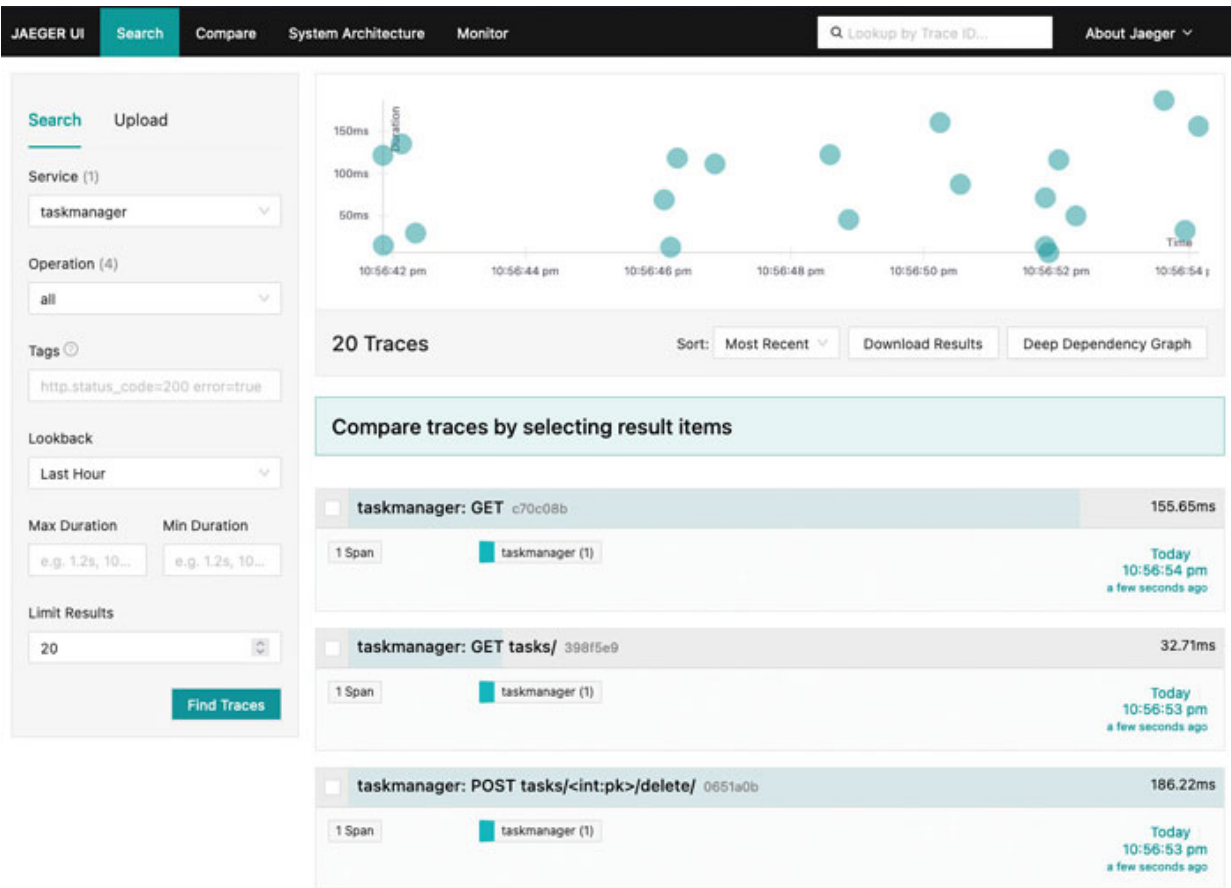 JAEGER UI Search Compare System Architecture Monitor Lookup by Trace ID... About Jaeger
Search Upload
Service (1)
taskmanager
Operation (4)
all
Tags
http.status_code=200 error=true
Lookback
Last Hour
Max Duration Min Duration
e.g. 1.2s, 10... e.g. 1.2s, 10...
Limit Results
20
Find Traces
Duration
150ms
100ms
50ms
Time
10:56:42 pm 10:56:44 pm 10:56:46 pm 10:56:48 pm 10:56:50 pm 10:56:52 pm 10:56:54 p
20 Traces Sort: Most Recent Download Results Deep Dependency Graph
Compare traces by selecting result items
taskmanager: GET c70c08b 155.65ms
1 Span taskmanager (1) Today
10:56:54 pm
a few seconds ago
taskmanager: GET tasks/ 398f5e9 32.71ms
1 Span taskmanager (1) Today
10:56:53 pm
a few seconds ago
taskmanager: POST tasks/<int:pk>/delete/ 0651a0b 186.22ms
1 Span taskmanager (1) Today
10:56:53 pm
a few seconds ago